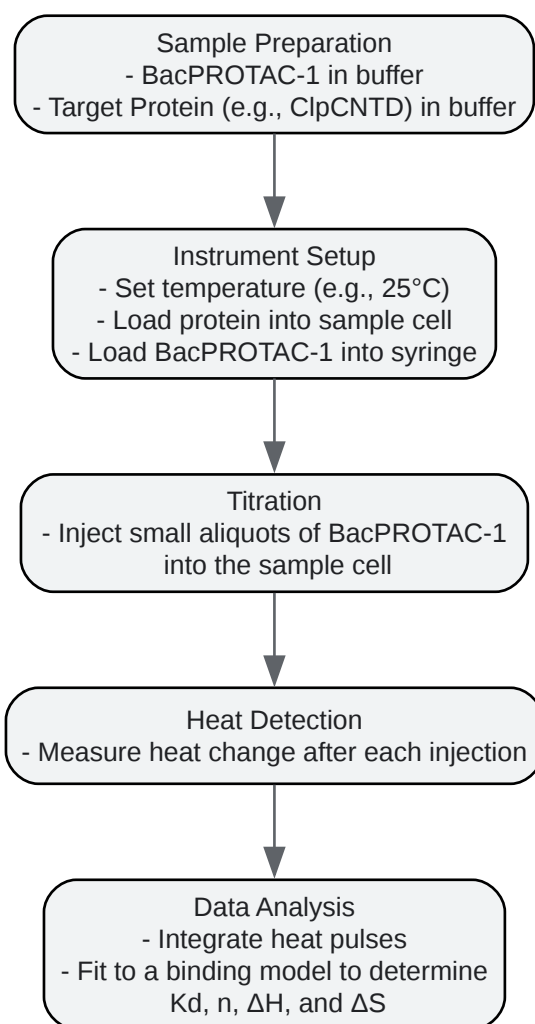 Sample Preparation
- BacPROTAC-1 in buffer
- Target Protein (e.g., ClpCNTD) in buffer
Instrument Setup
- Set temperature (e.g., 25°C)
- Load protein into sample cell
- Load BacPROTAC-1 into syringe
Titration
- Inject small aliquots of BacPROTAC-1
into the sample cell
Heat Detection
- Measure heat change after each injection
Data Analysis
- Integrate heat pulses
- Fit to a binding model to determine
Kd, n, ΔH, and ΔS